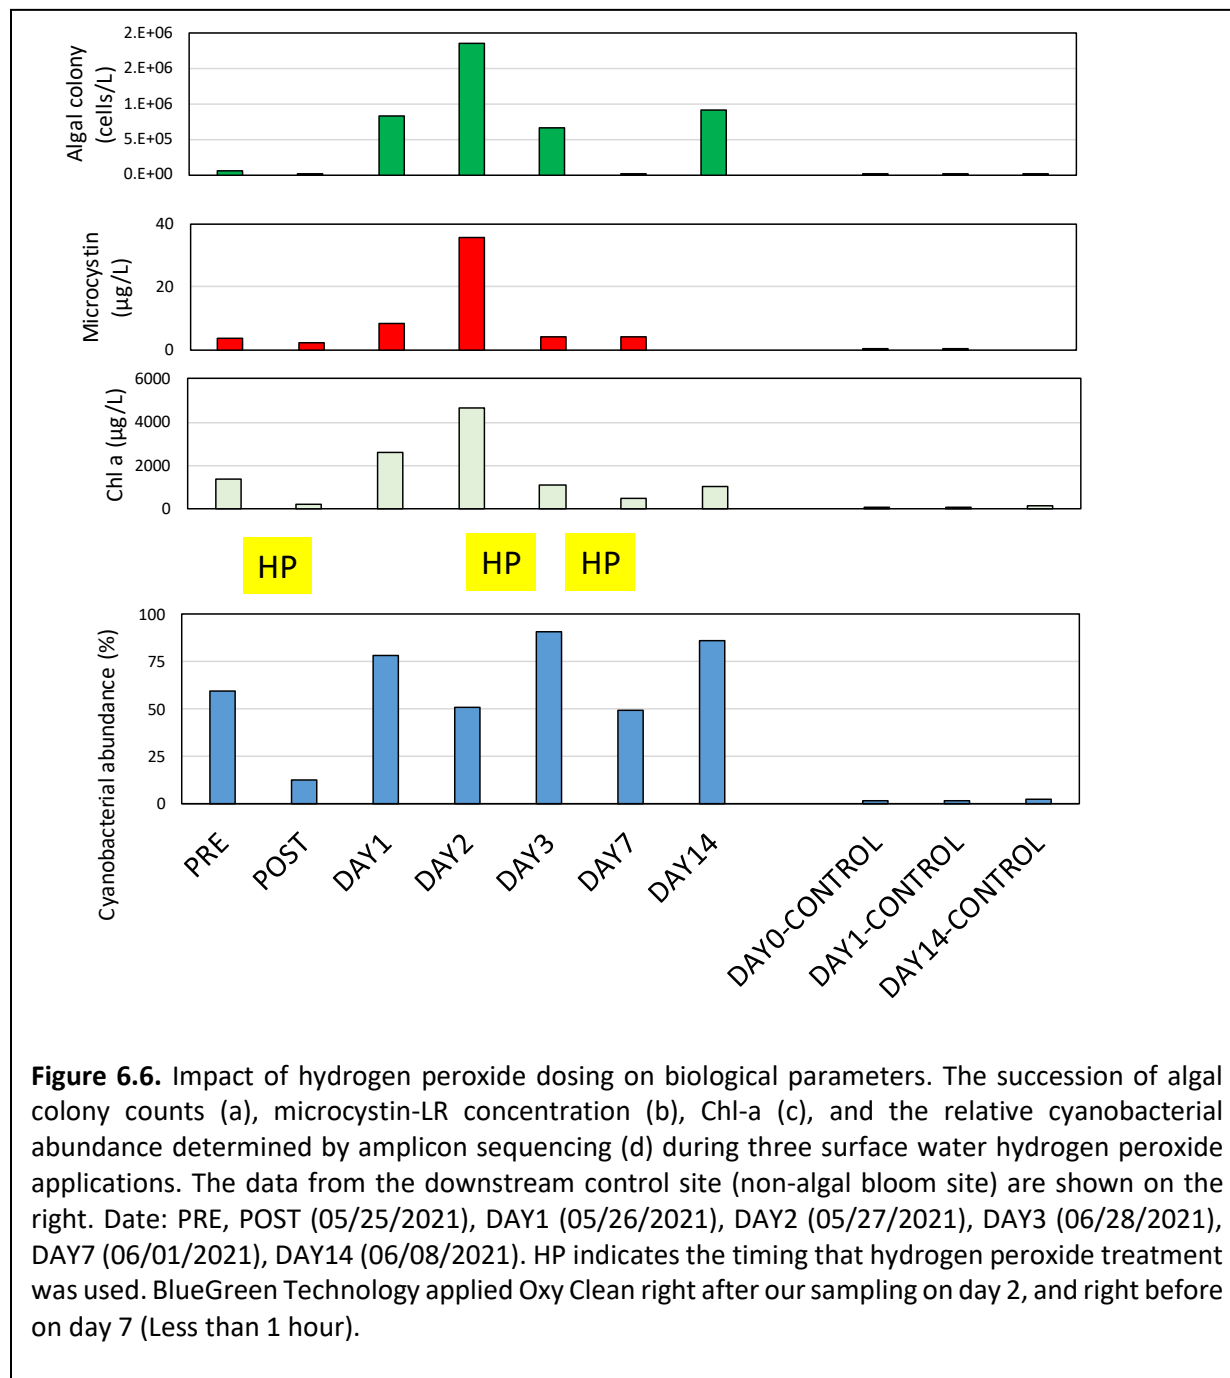 2.E+06
2.E+06
1.E+06
5.E+05
0.E+00
Algal colony
(cells/L)
40
20
0
Microcystin
(µg/L)
6000
4000
2000
0
Chl a (µg/L)
HP
HP
HP
100
75
50
25
0
Cyanobacterial abundance (%)
PRE
POST
DAY1
DAY2
DAY3
DAY7
DAY14
DAY0-CONTROL
DAY1-CONTROL
DAY14-CONTROL
Figure 6.6. Impact of hydrogen peroxide dosing on biological parameters. The succession of algal
colony counts (a), microcystin-LR concentration (b), Chl-a (c), and the relative cyanobacterial
abundance determined by amplicon sequencing (d) during three surface water hydrogen peroxide
applications. The data from the downstream control site (non-algal bloom site) are shown on the
right. Date: PRE, POST (05/25/2021), DAY1 (05/26/2021), DAY2 (05/27/2021), DAY3 (06/28/2021),
DAY7 (06/01/2021), DAY14 (06/08/2021). HP indicates the timing that hydrogen peroxide treatment
was used. BlueGreen Technology applied Oxy Clean right after our sampling on day 2, and right before
on day 7 (Less than 1 hour).